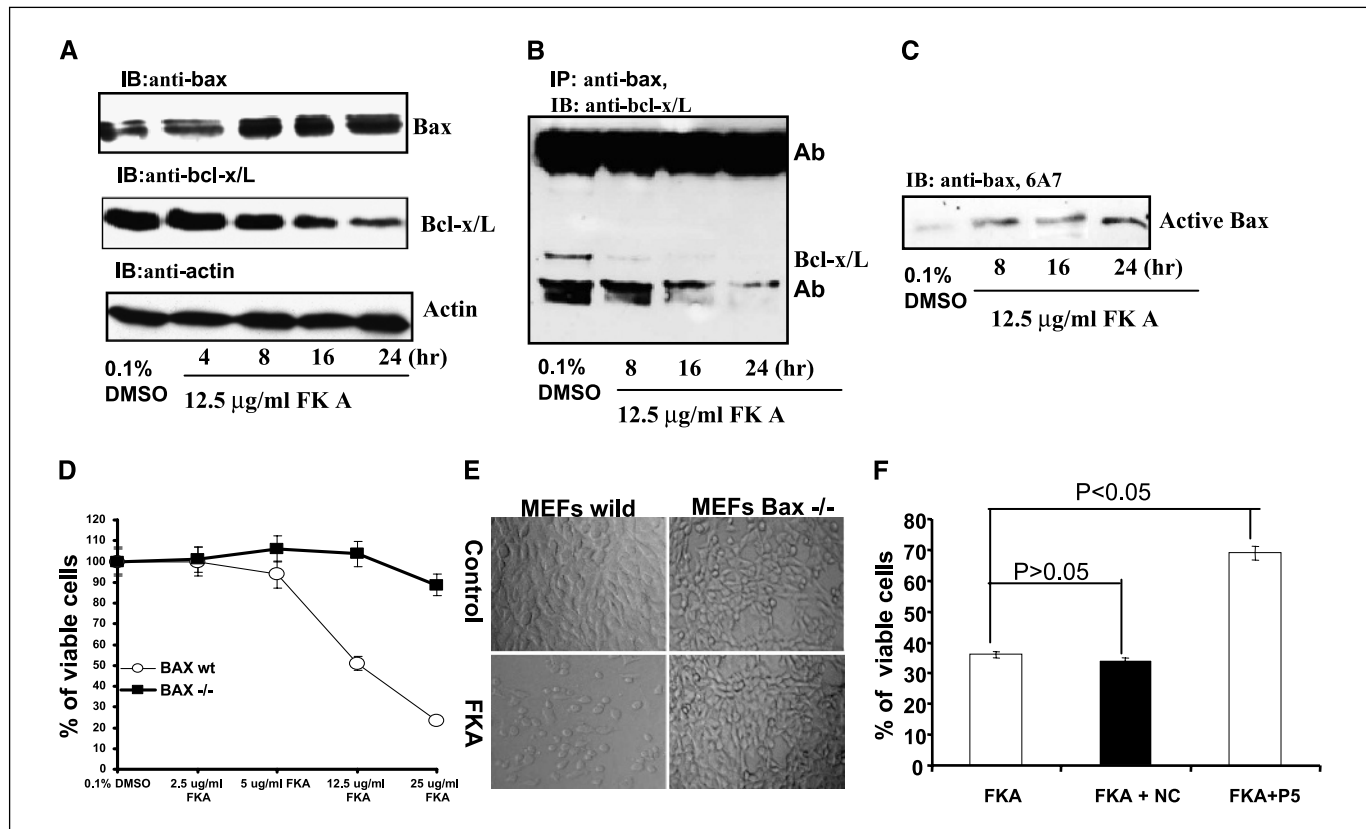 A
IB:anti-bax
Bax
IB:anti-bcl-x/L
Bcl-x/L
IB:anti-actin
Actin
0.1% DMSO
4 8 16 24 (hr)
12.5 μg/ml FK A
B
IP: anti-bax,
IB: anti-bcl-x/L
Ab
Bcl-x/L
Ab
0.1% DMSO
8 16 24 (hr)
12.5 μg/ml FK A
C
IB: anti-bax, 6A7
Active Bax
0.1% DMSO
8 16 24 (hr)
12.5 μg/ml FK A
D
% of viable cells
120
110
100
90
80
70
60
50
40
30
20
10
0
BAX wt
BAX -/-
0.1% DMSO
2.5 ug/ml FKA
5 ug/ml FKA
12.5 ug/ml FKA
25 ug/ml FKA
E
MEFs wild
MEFs Bax -/-
Control
FKA
F
P<0.05
P>0.05
% of viable cells
80
70
60
50
40
30
20
10
0
FKA
FKA + NC
FKA+P5